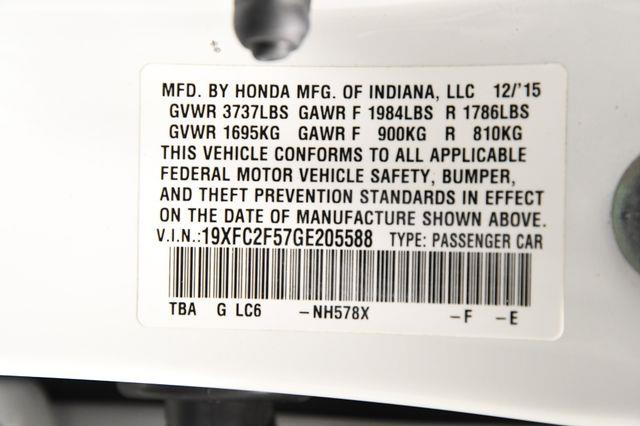 MFD. BY HONDA MFG. OF INDIANA, LLC 12/'15
GVWR 3737LBS GAWR F 1984LBS R 1786LBS
GVWR 1695KG GAWR F 900KG R 810KG
THIS VEHICLE CONFORMS TO ALL APPLICABLE
FEDERAL MOTOR VEHICLE SAFETY, BUMPER,
AND THEFT PREVENTION STANDARDS IN EFFECT
ON THE DATE OF MANUFACTURE SHOWN ABOVE.
V.I.N.:19XFC2F57GE205588 TYPE: PASSENGER CAR
TBA G LC6 –NH578X –F –E